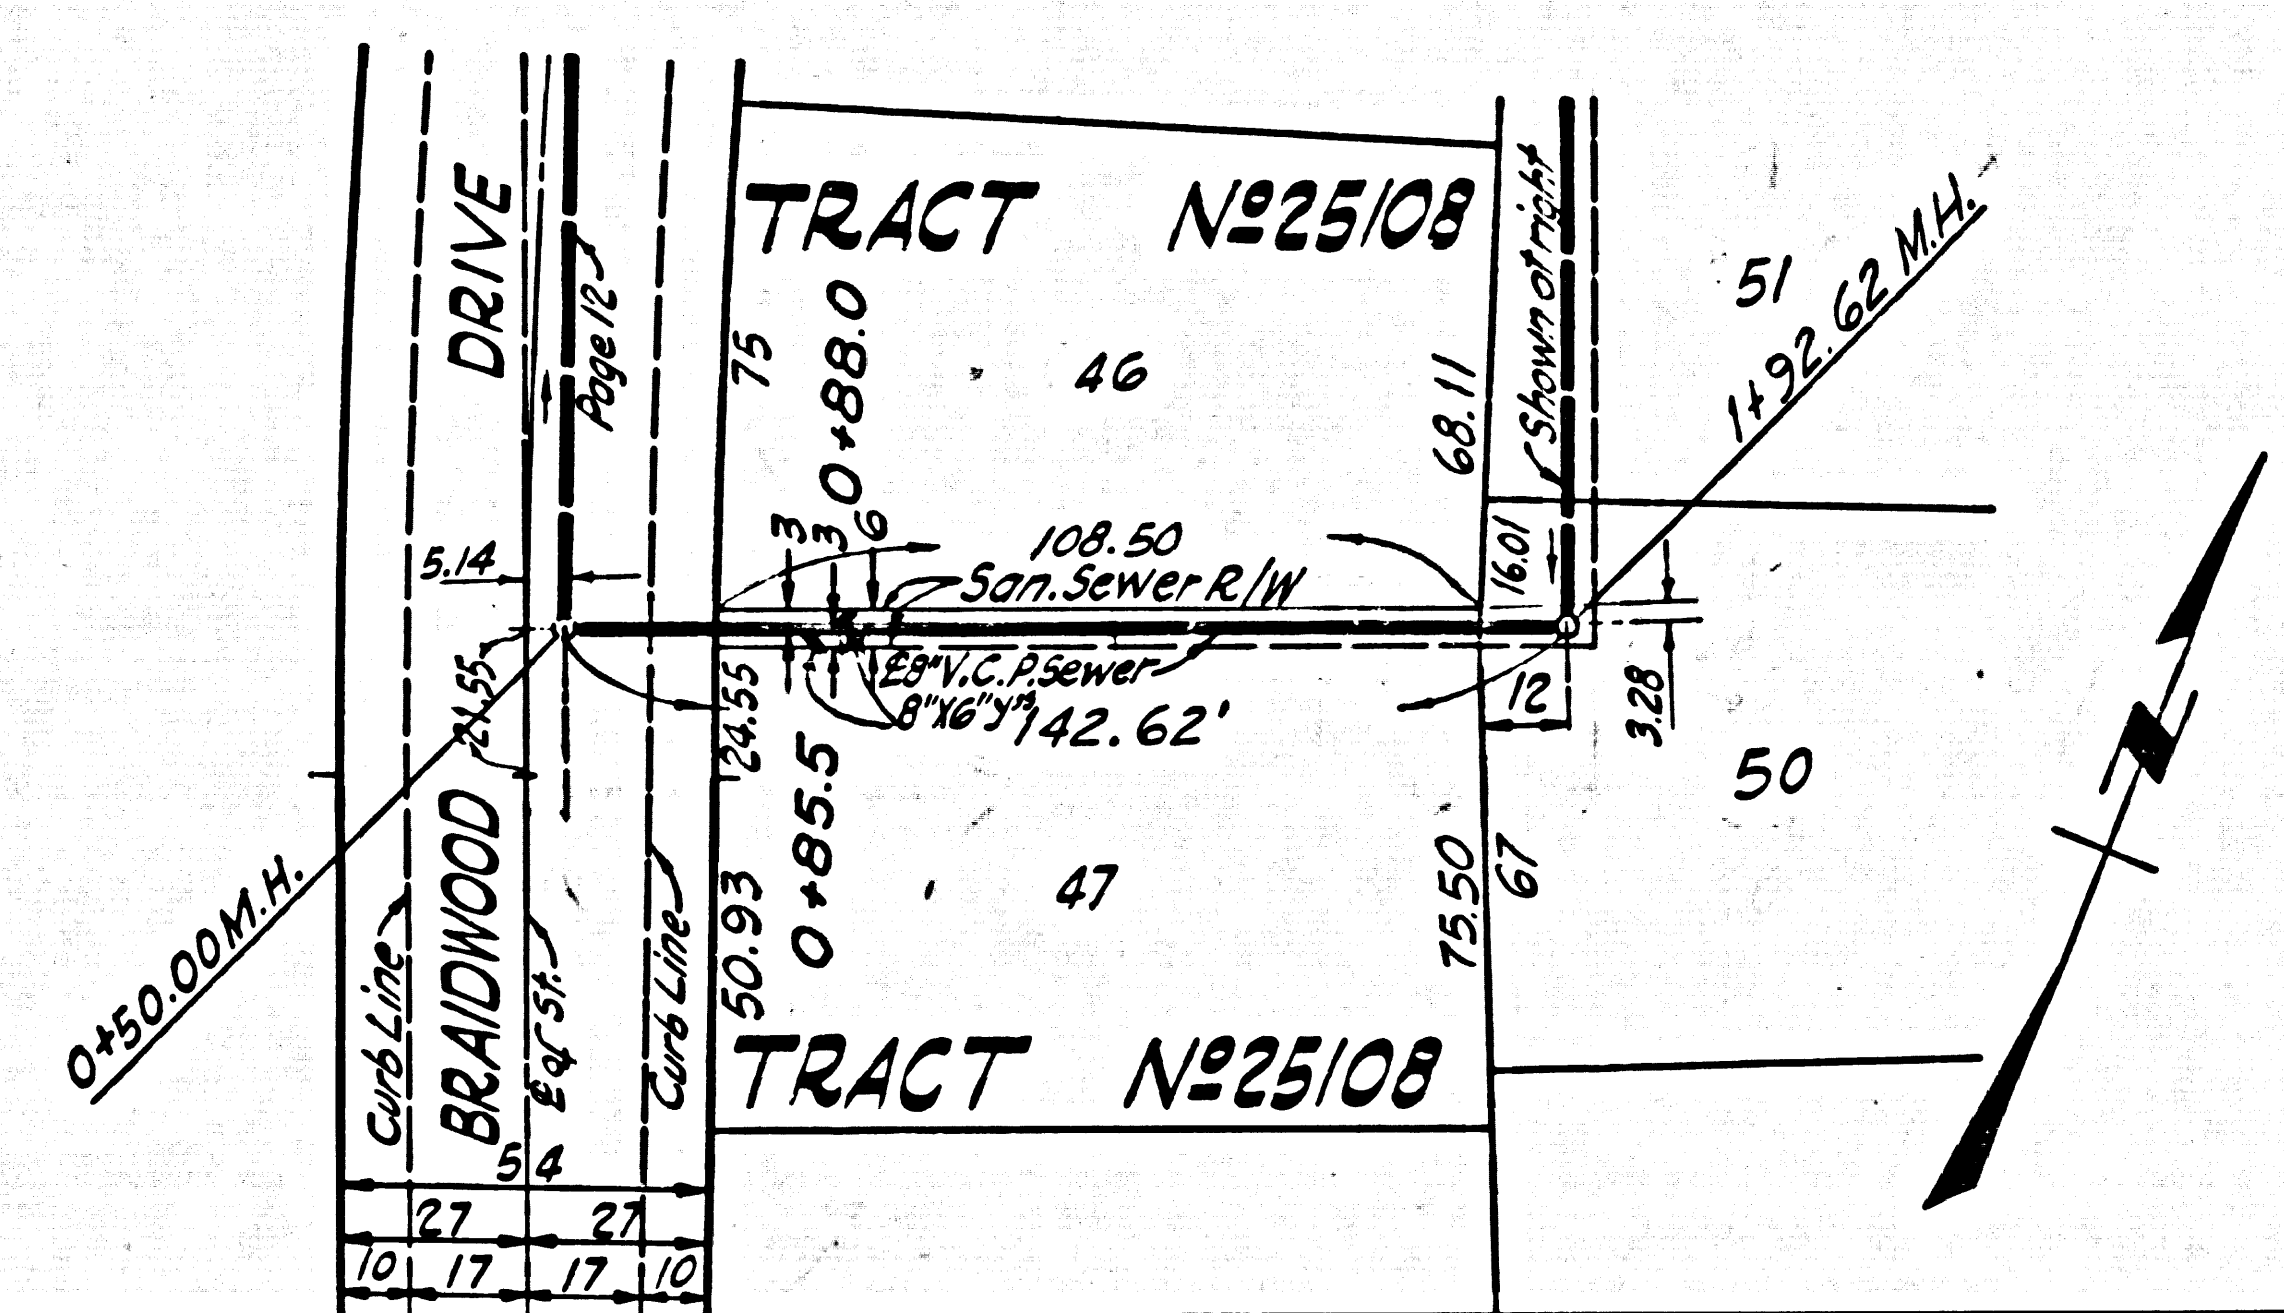 TRACT Nº25108
DRIVE
Page 12
75
0+88.0
46
68.11
Shown at right
51
1+92.62 M.H.
5.14
3
3
6
108.50
San. Sewer R/W
16.01
21.55
24.55
℄8"V.C.P. Sewer
8"X6"Y's
142.62'
12
3.28
50
N
0+50.00 M.H.
BRAIDWOOD
Curb Line
℄ of St.
Curb Line
50.93
0+85.5
47
75.50
67
TRACT Nº25108
54
27 27
10 17 17 10